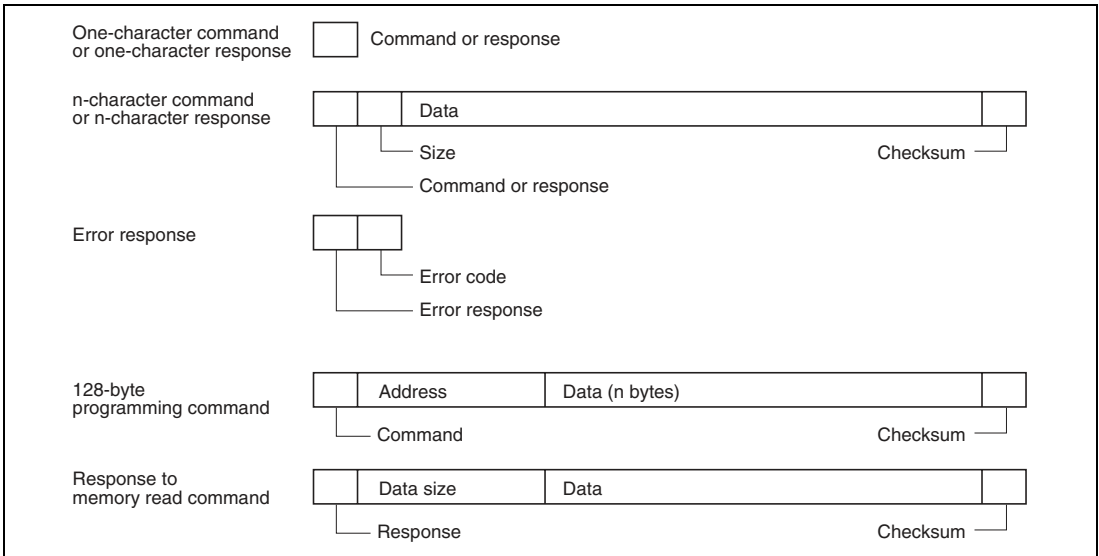 One-character command
or one-character response
Command or response
n-character command
or n-character response
Data
Size
Checksum
Command or response
Error response
Error code
Error response
128-byte
programming command
Address
Data (n bytes)
Command
Checksum
Response to
memory read command
Data size
Data
Response
Checksum